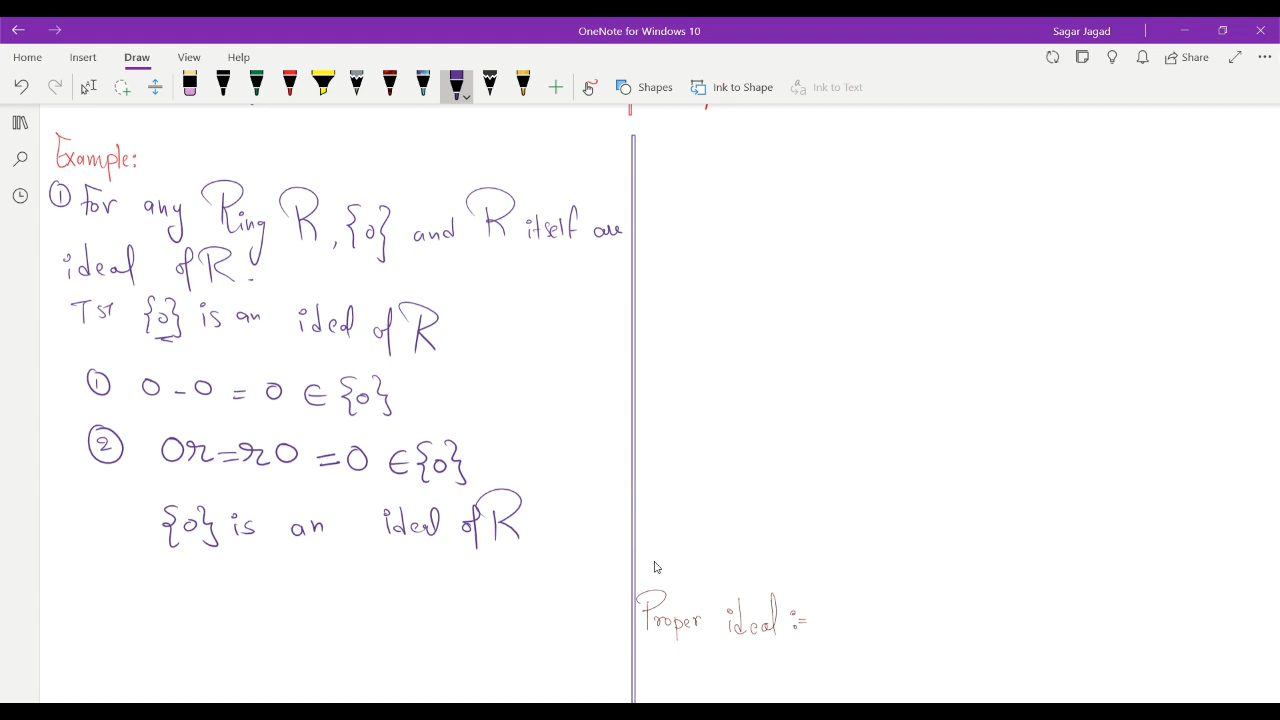 OneNote for Windows 10
Sagar Jagad
Home Insert Draw View Help
Share
Shapes
Ink to Shape
Ink to Text
Example:
① For any Ring R, {0} and R itself are
ideal of R.
TST {0} is an ideal of R
① 0 - 0 = 0 ∈ {0}
② 0r = r0 = 0 ∈ {0}
{0} is an ideal of R
Proper ideal :=